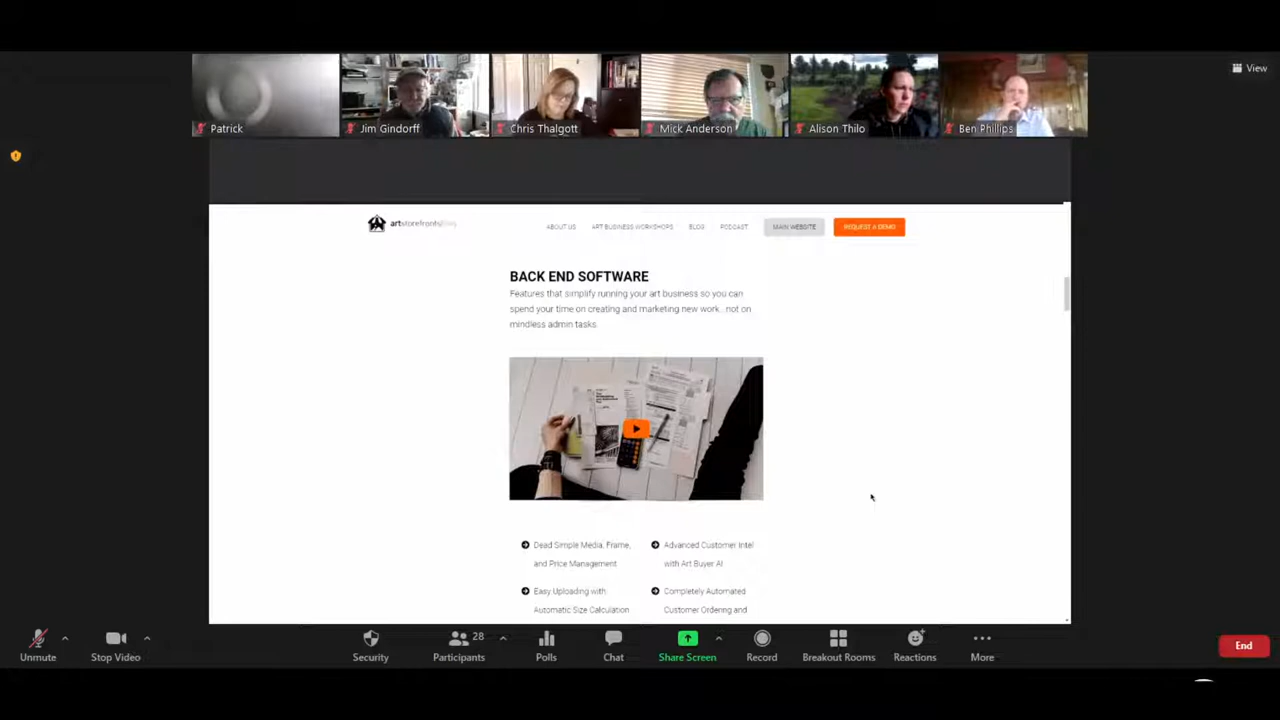 View
Patrick
Jim Gindorff
Chris Thalgott
Mick Anderson
Alison Thilo
Ben Phillips
artstorefronts
ABOUT US
ART BUSINESS WORKSHOPS
BLOG
PODCAST
MAIN WEBSITE
REQUEST A DEMO
BACK END SOFTWARE
Features that simplify running your art business so you can
spend your time on creating and marketing new work...not on
mindless admin tasks.
Dead Simple Media, Frame,
and Price Management
Advanced Customer Intel
with Art Buyer AI
Easy Uploading with
Automatic Size Calculation
Completely Automated
Customer Ordering and
Unmute
Stop Video
Security
28
Participants
Polls
Chat
Share Screen
Record
Breakout Rooms
Reactions
More
End